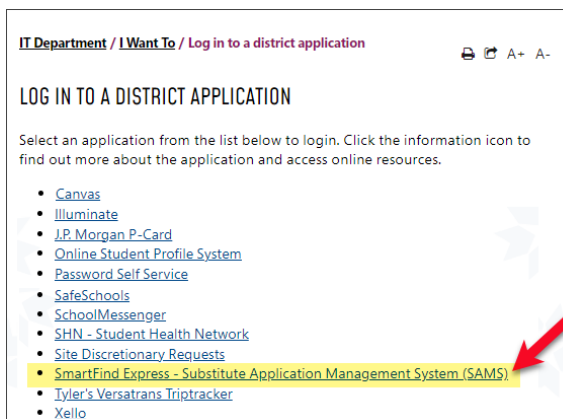 IT Department / I Want To / Log in to a district application
A+ A-
LOG IN TO A DISTRICT APPLICATION
Select an application from the list below to login. Click the information icon to
find out more about the application and access online resources.
• Canvas
• Illuminate
• J.P. Morgan P-Card
• Online Student Profile System
• Password Self Service
• SafeSchools
• SchoolMessenger
• SHN - Student Health Network
• Site Discretionary Requests
• SmartFind Express - Substitute Application Management System (SAMS)
• Tyler's Versatrans Triptracker
• Xello